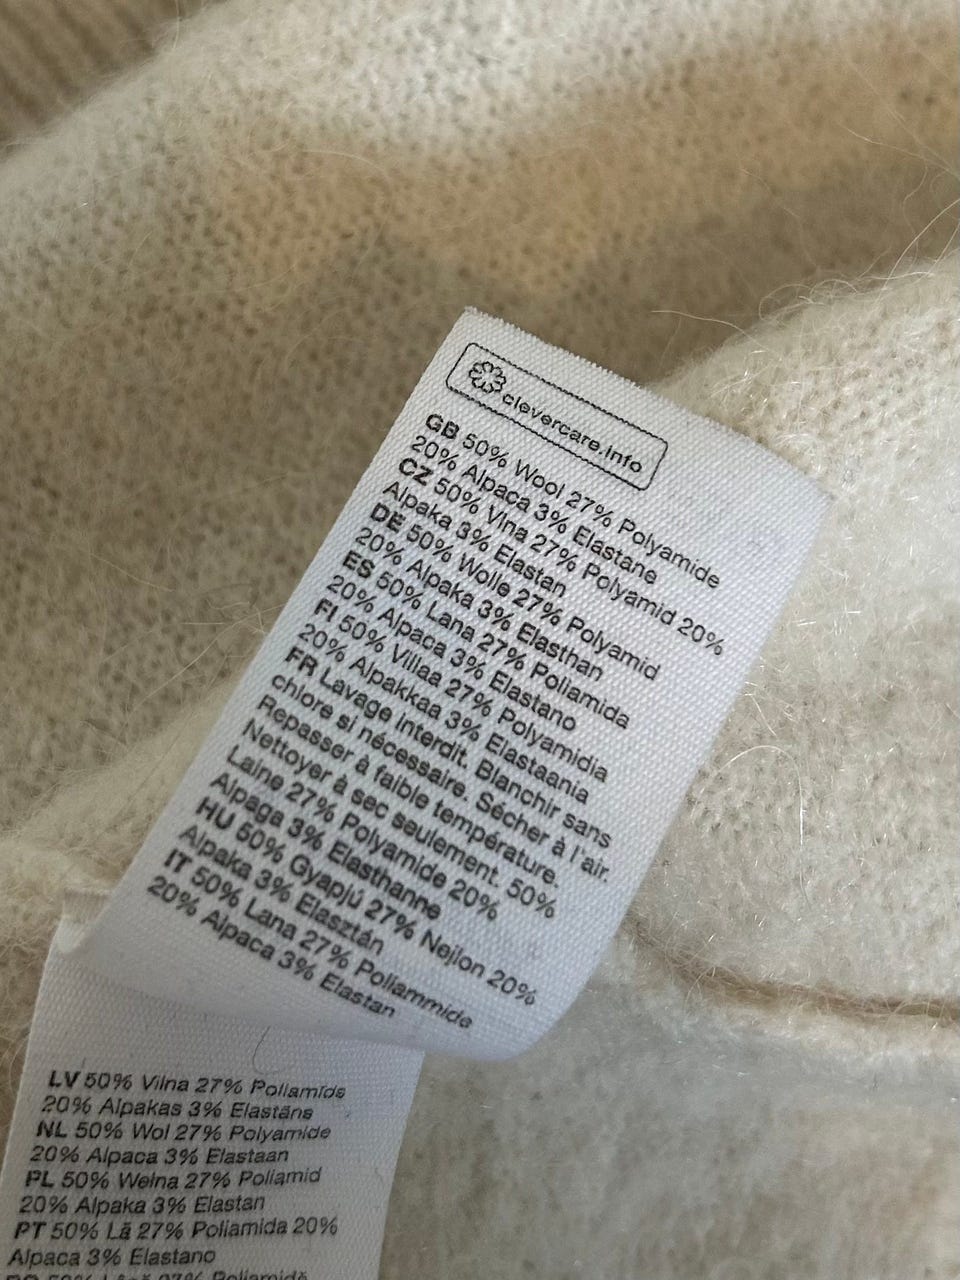 clevercare.info
GB 50% Wool 27% Polyamide
20% Alpaca 3% Elastane
CZ 50% Vlna 27% Polyamid 20%
Alpaka 3% Elastan
DE 50% Wolle 27% Polyamid
20% Alpaka 3% Elasthan
ES 50% Lana 27% Poliamida
20% Alpaca 3% Elastano
FI 50% Villaa 27% Polyamidia
20% Alpakkaa 3% Elastaania
FR Lavage interdit. Blanchir sans
chlore si nécessaire. Sécher à l'air.
Repasser à faible température.
Nettoyer à sec seulement. 50%
Laine 27% Polyamide 20%
Alpaga 3% Elasthanne
HU 50% Gyapjú 27% Nejlon 20%
Alpaka 3% Elasztán
IT 50% Lana 27% Poliammide
20% Alpaca 3% Elastan
LV 50% Vilna 27% Poliamīds
20% Alpakas 3% Elastāns
NL 50% Wol 27% Polyamide
20% Alpaca 3% Elastaan
PL 50% Wełna 27% Poliamid
20% Alpaka 3% Elastan
PT 50% Lã 27% Poliamida 20%
Alpaca 3% Elastano